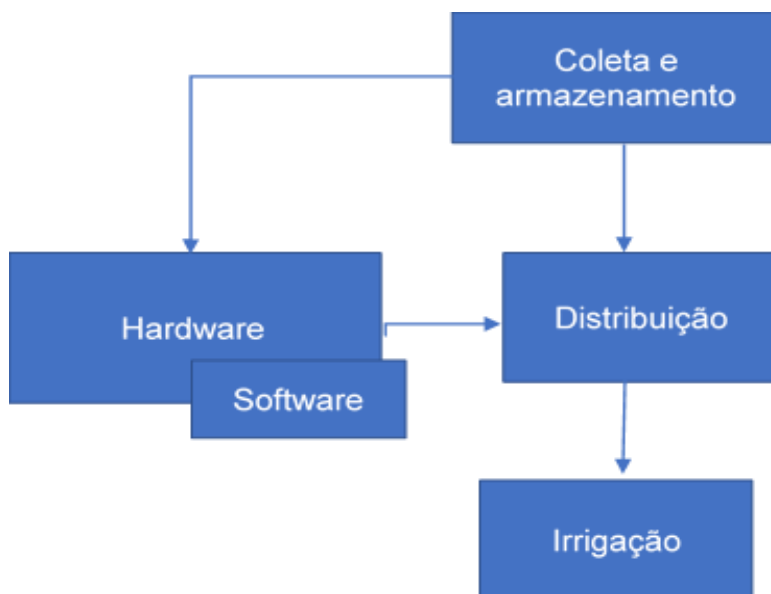 Coleta e
armazenamento
Hardware
Distribuição
Software
Irrigação